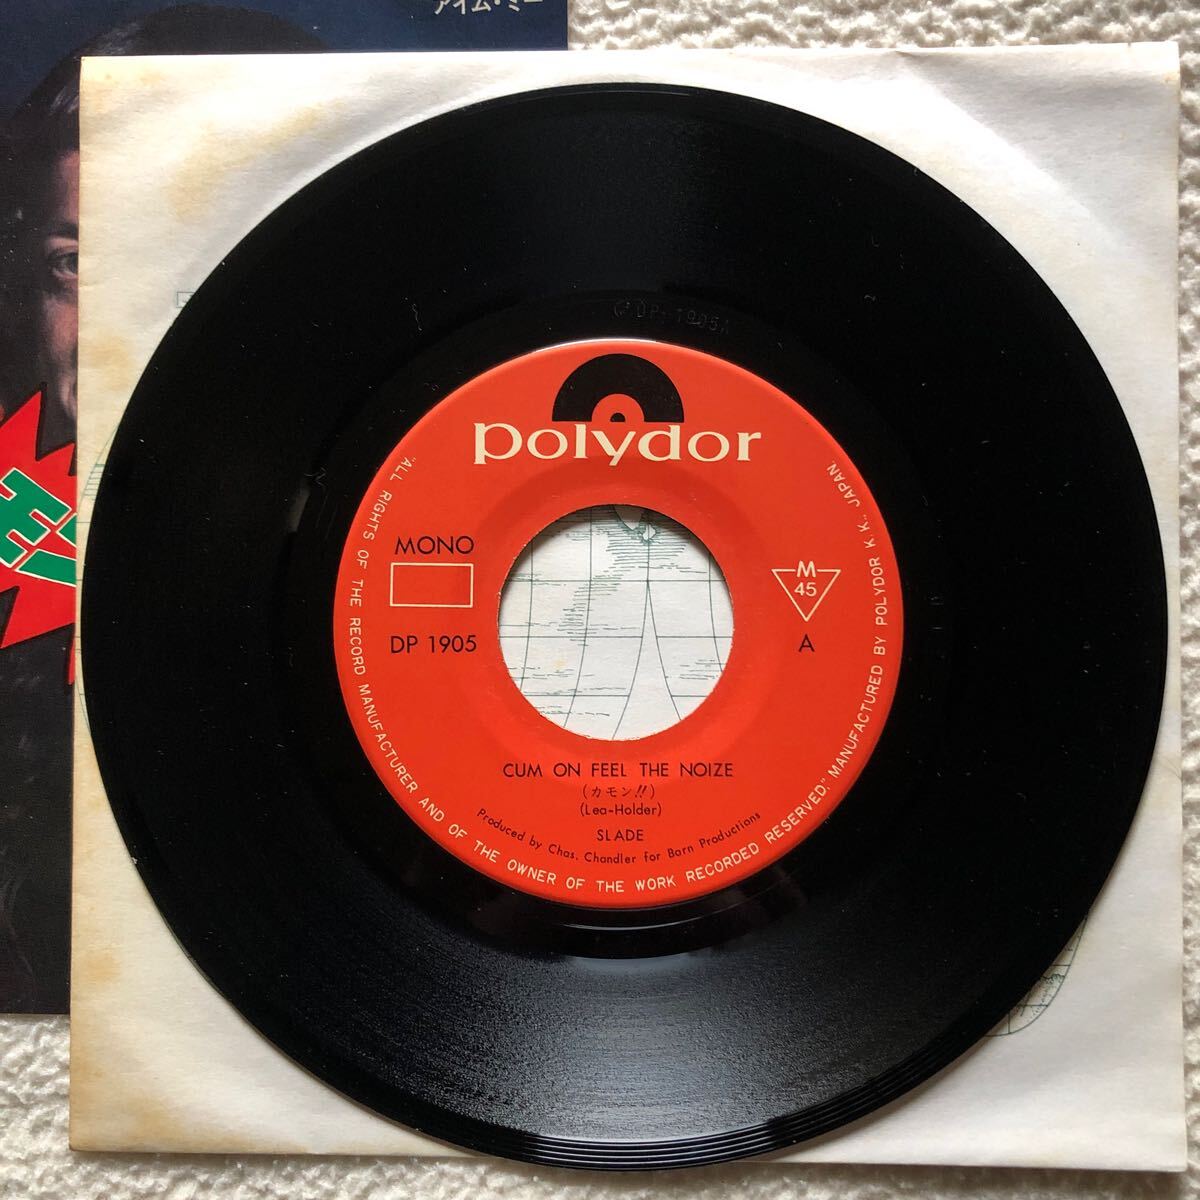 アイム・ミー
DP-1905A
polydor
MONO
DP 1905
M
45
A
CUM ON FEEL THE NOIZE
(カモン!!)
(Lea-Holder)
SLADE
Produced by Chas. Chandler for Barn Productions
"ALL RIGHTS OF THE RECORD MANUFACTURER AND OF THE OWNER OF THE WORK RECORDED RESERVED." MANUFACTURED BY POLYDOR K.K., JAPAN